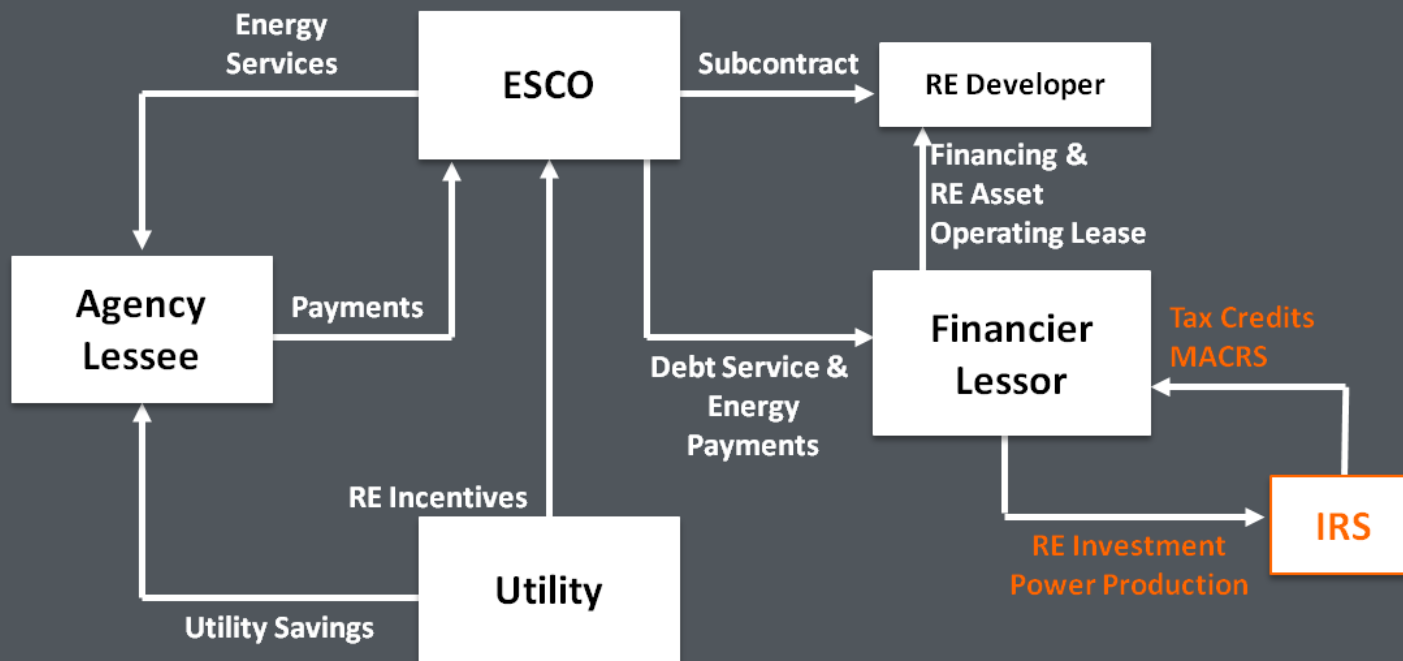 Energy
Services
ESCO
Subcontract
RE Developer
Financing &
RE Asset
Operating Lease
Agency
Lessee
Payments
Debt Service &
Energy
Payments
Financier
Lessor
Tax Credits
MACRS
RE Incentives
Utility
Utility Savings
RE Investment
Power Production
IRS